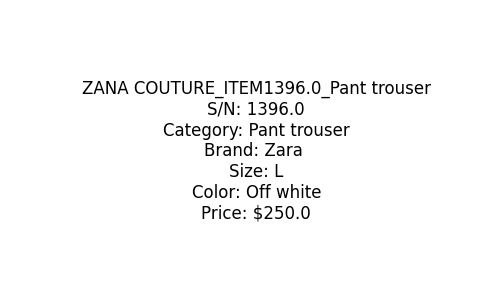 ZANA COUTURE_ITEM1396.0_Pant trouser
S/N: 1396.0
Category: Pant trouser
Brand: Zara
Size: L
Color: Off white
Price: $250.0